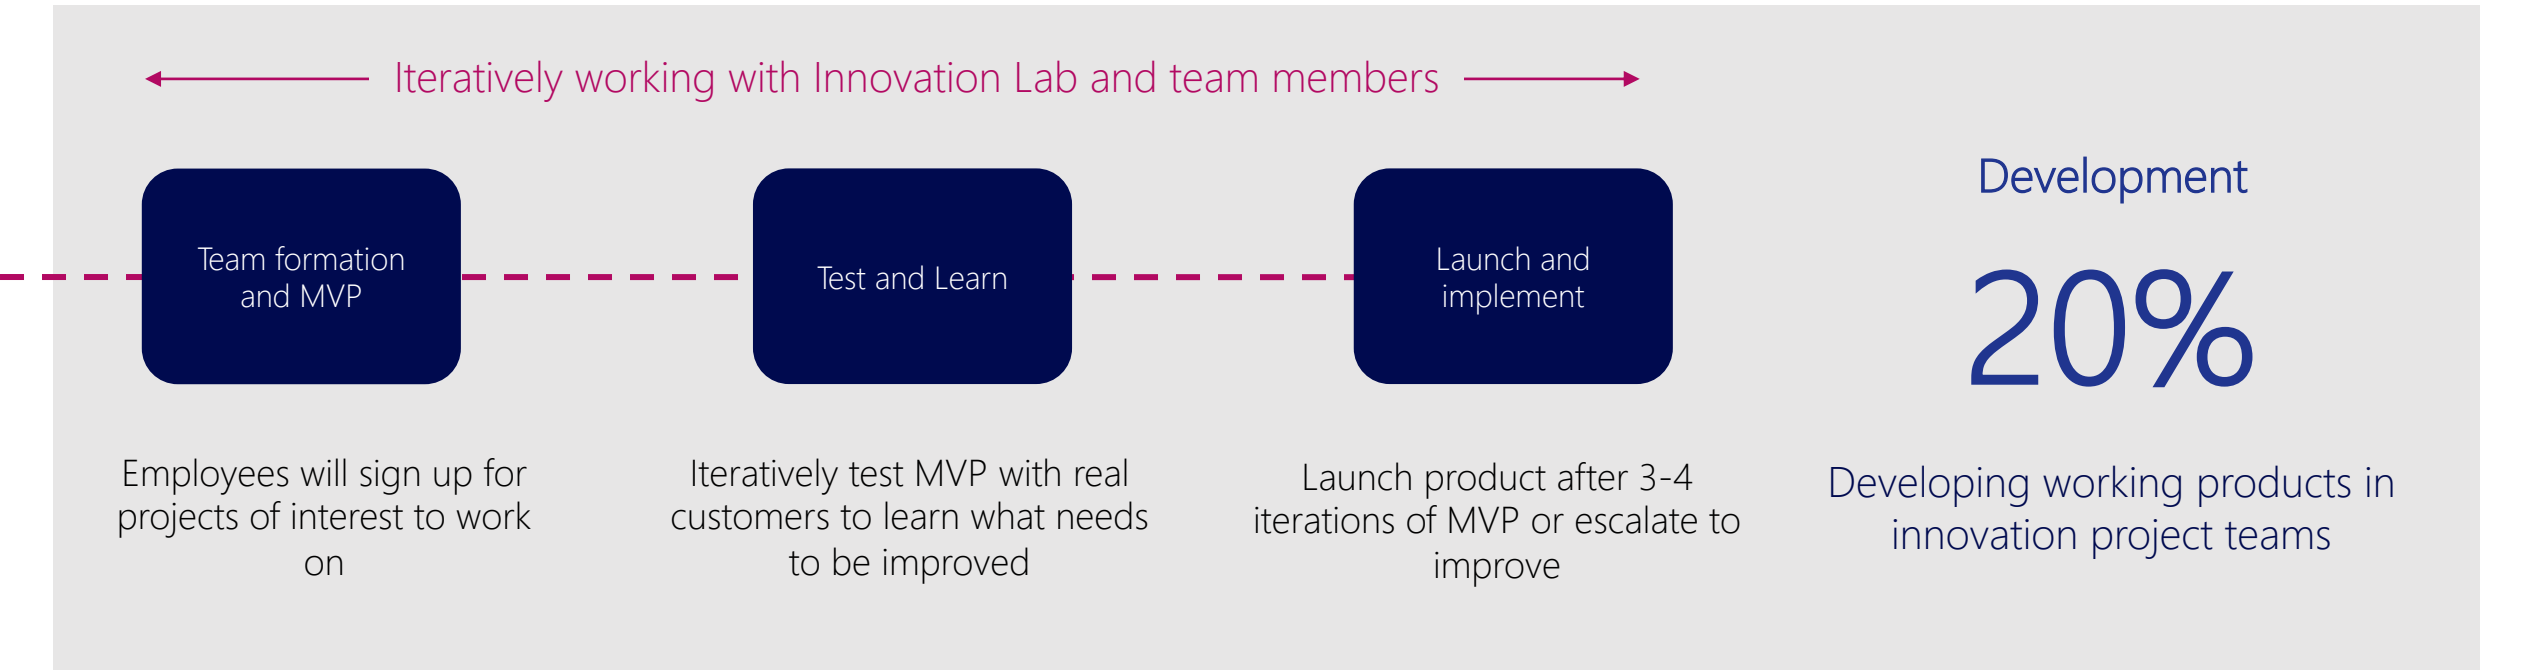 Iteratively working with Innovation Lab and team members
Team formation
and MVP
Test and Learn
Launch and
implement
Development
20%
Employees will sign up for
projects of interest to work
on
Iteratively test MVP with real
customers to learn what needs
to be improved
Launch product after 3-4
iterations of MVP or escalate to
improve
Developing working products in
innovation project teams